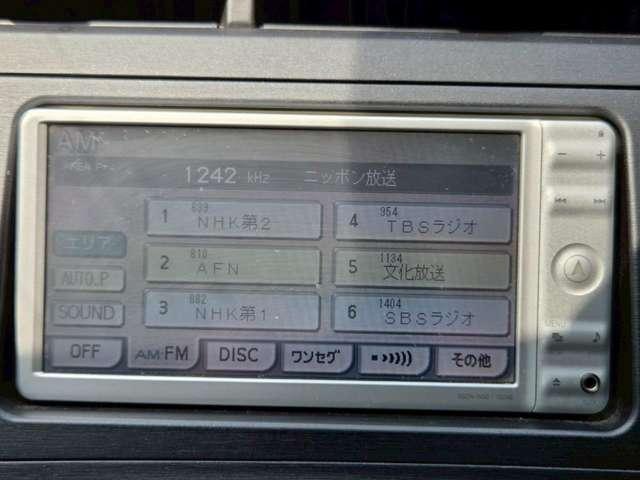 AM
1242 kHz ニッポン放送
1 693 NHK第2
4 954 TBSラジオ
エリア
2 810 AFN
5 1134 文化放送
AUTO.P
3 882 NHK第1
6 1404 SBSラジオ
SOUND
OFF
AM･FM
DISC
ワンセグ
その他
MENU